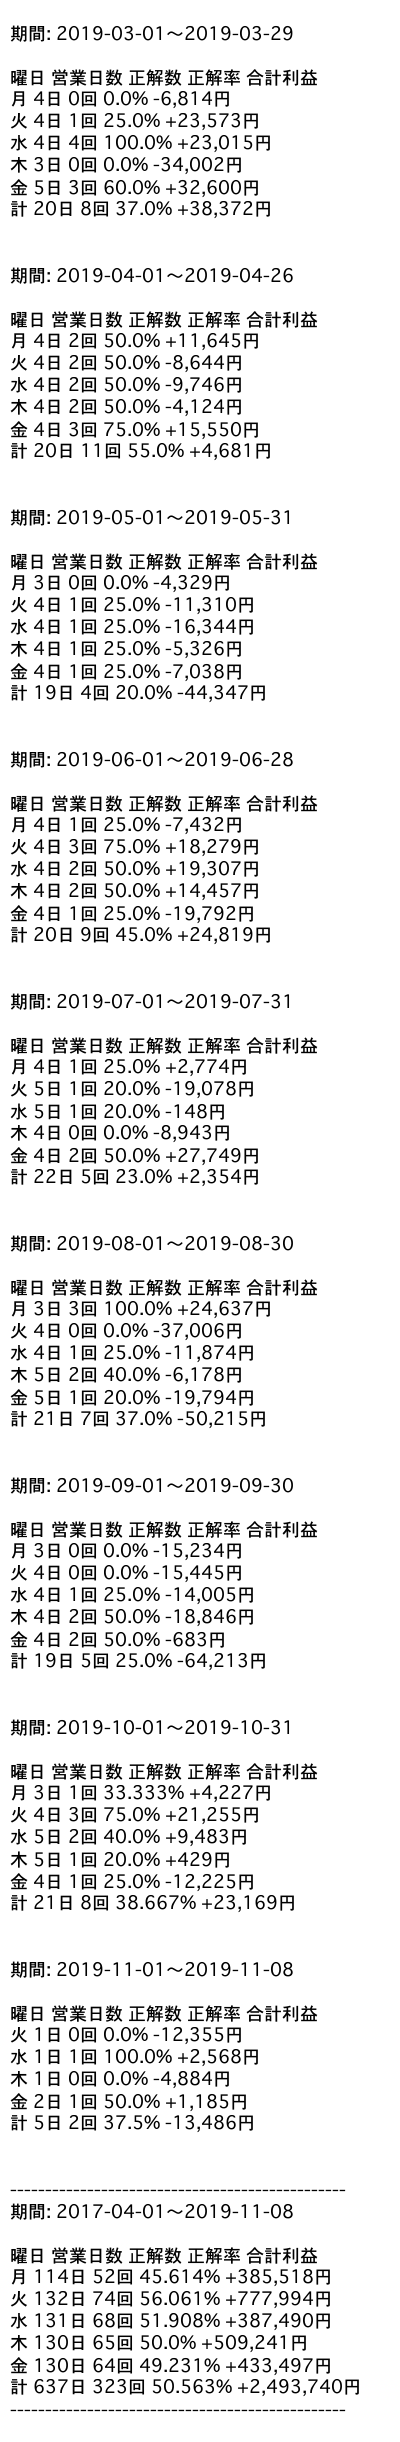 期間: 2019-03-01〜2019-03-29
曜日 営業日数 正解数 正解率 合計利益
月 4日 0回 0.0% -6,814円
火 4日 1回 25.0% +23,573円
水 4日 4回 100.0% +23,015円
木 3日 0回 0.0% -34,002円
金 5日 3回 60.0% +32,600円
計 20日 8回 37.0% +38,372円
期間: 2019-04-01〜2019-04-26
曜日 営業日数 正解数 正解率 合計利益
月 4日 2回 50.0% +11,645円
火 4日 2回 50.0% -8,644円
水 4日 2回 50.0% -9,746円
木 4日 2回 50.0% -4,124円
金 4日 3回 75.0% +15,550円
計 20日 11回 55.0% +4,681円
期間: 2019-05-01〜2019-05-31
曜日 営業日数 正解数 正解率 合計利益
月 3日 0回 0.0% -4,329円
火 4日 1回 25.0% -11,310円
水 4日 1回 25.0% -16,344円
木 4日 1回 25.0% -5,326円
金 4日 1回 25.0% -7,038円
計 19日 4回 20.0% -44,347円
期間: 2019-06-01〜2019-06-28
曜日 営業日数 正解数 正解率 合計利益
月 4日 1回 25.0% -7,432円
火 4日 3回 75.0% +18,279円
水 4日 2回 50.0% +19,307円
木 4日 2回 50.0% +14,457円
金 4日 1回 25.0% -19,792円
計 20日 9回 45.0% +24,819円
期間: 2019-07-01〜2019-07-31
曜日 営業日数 正解数 正解率 合計利益
月 4日 1回 25.0% +2,774円
火 5日 1回 20.0% -19,078円
水 5日 1回 20.0% -148円
木 4日 0回 0.0% -8,943円
金 4日 2回 50.0% +27,749円
計 22日 5回 23.0% +2,354円
期間: 2019-08-01〜2019-08-30
曜日 営業日数 正解数 正解率 合計利益
月 3日 3回 100.0% +24,637円
火 4日 0回 0.0% -37,006円
水 4日 1回 25.0% -11,874円
木 5日 2回 40.0% -6,178円
金 5日 1回 20.0% -19,794円
計 21日 7回 37.0% -50,215円
期間: 2019-09-01〜2019-09-30
曜日 営業日数 正解数 正解率 合計利益
月 3日 0回 0.0% -15,234円
火 4日 0回 0.0% -15,445円
水 4日 1回 25.0% -14,005円
木 4日 2回 50.0% -18,846円
金 4日 2回 50.0% -683円
計 19日 5回 25.0% -64,213円
期間: 2019-10-01〜2019-10-31
曜日 営業日数 正解数 正解率 合計利益
月 3日 1回 33.333% +4,227円
火 4日 3回 75.0% +21,255円
水 5日 2回 40.0% +9,483円
木 5日 1回 20.0% +429円
金 4日 1回 25.0% -12,225円
計 21日 8回 38.667% +23,169円
期間: 2019-11-01〜2019-11-08
曜日 営業日数 正解数 正解率 合計利益
火 1日 0回 0.0% -12,355円
水 1日 1回 100.0% +2,568円
木 1日 0回 0.0% -4,884円
金 2日 1回 50.0% +1,185円
計 5日 2回 37.5% -13,486円
------------------------------------------------
期間: 2017-04-01〜2019-11-08
曜日 営業日数 正解数 正解率 合計利益
月 114日 52回 45.614% +385,518円
火 132日 74回 56.061% +777,994円
水 131日 68回 51.908% +387,490円
木 130日 65回 50.0% +509,241円
金 130日 64回 49.231% +433,497円
計 637日 323回 50.563% +2,493,740円
------------------------------------------------